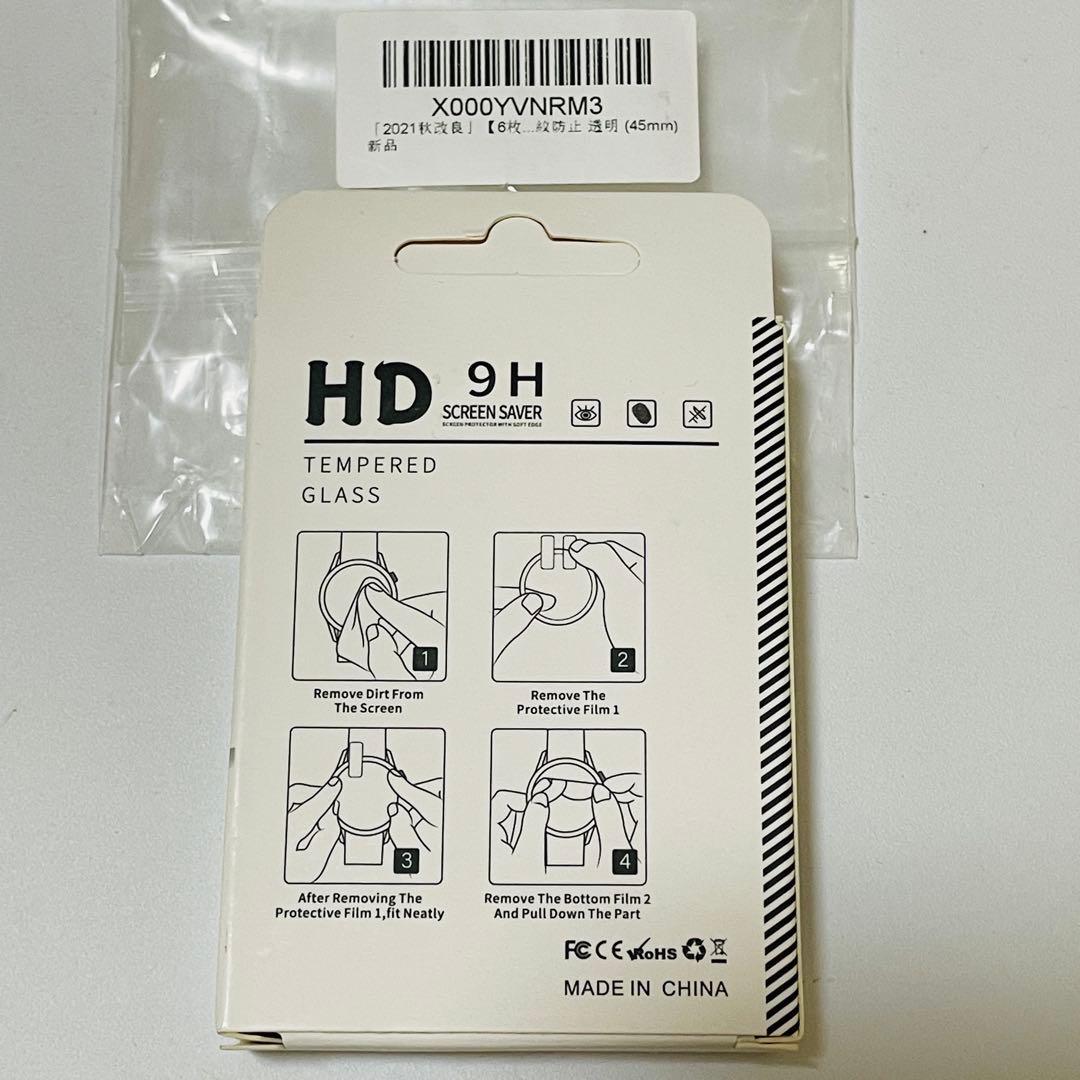 X000YVNRM3
「2021秋改良」【6枚...紋防止 透明 (45mm)
新品
HD 9H
SCREEN SAVER
SCREEN PROTECTOR WITH SOFT EDGE
TEMPERED
GLASS
1
Remove Dirt From
The Screen
2
Remove The
Protective Film 1
3
After Removing The
Protective Film 1,fit Neatly
4
Remove The Bottom Film 2
And Pull Down The Part
FC CE RoHS
MADE IN CHINA